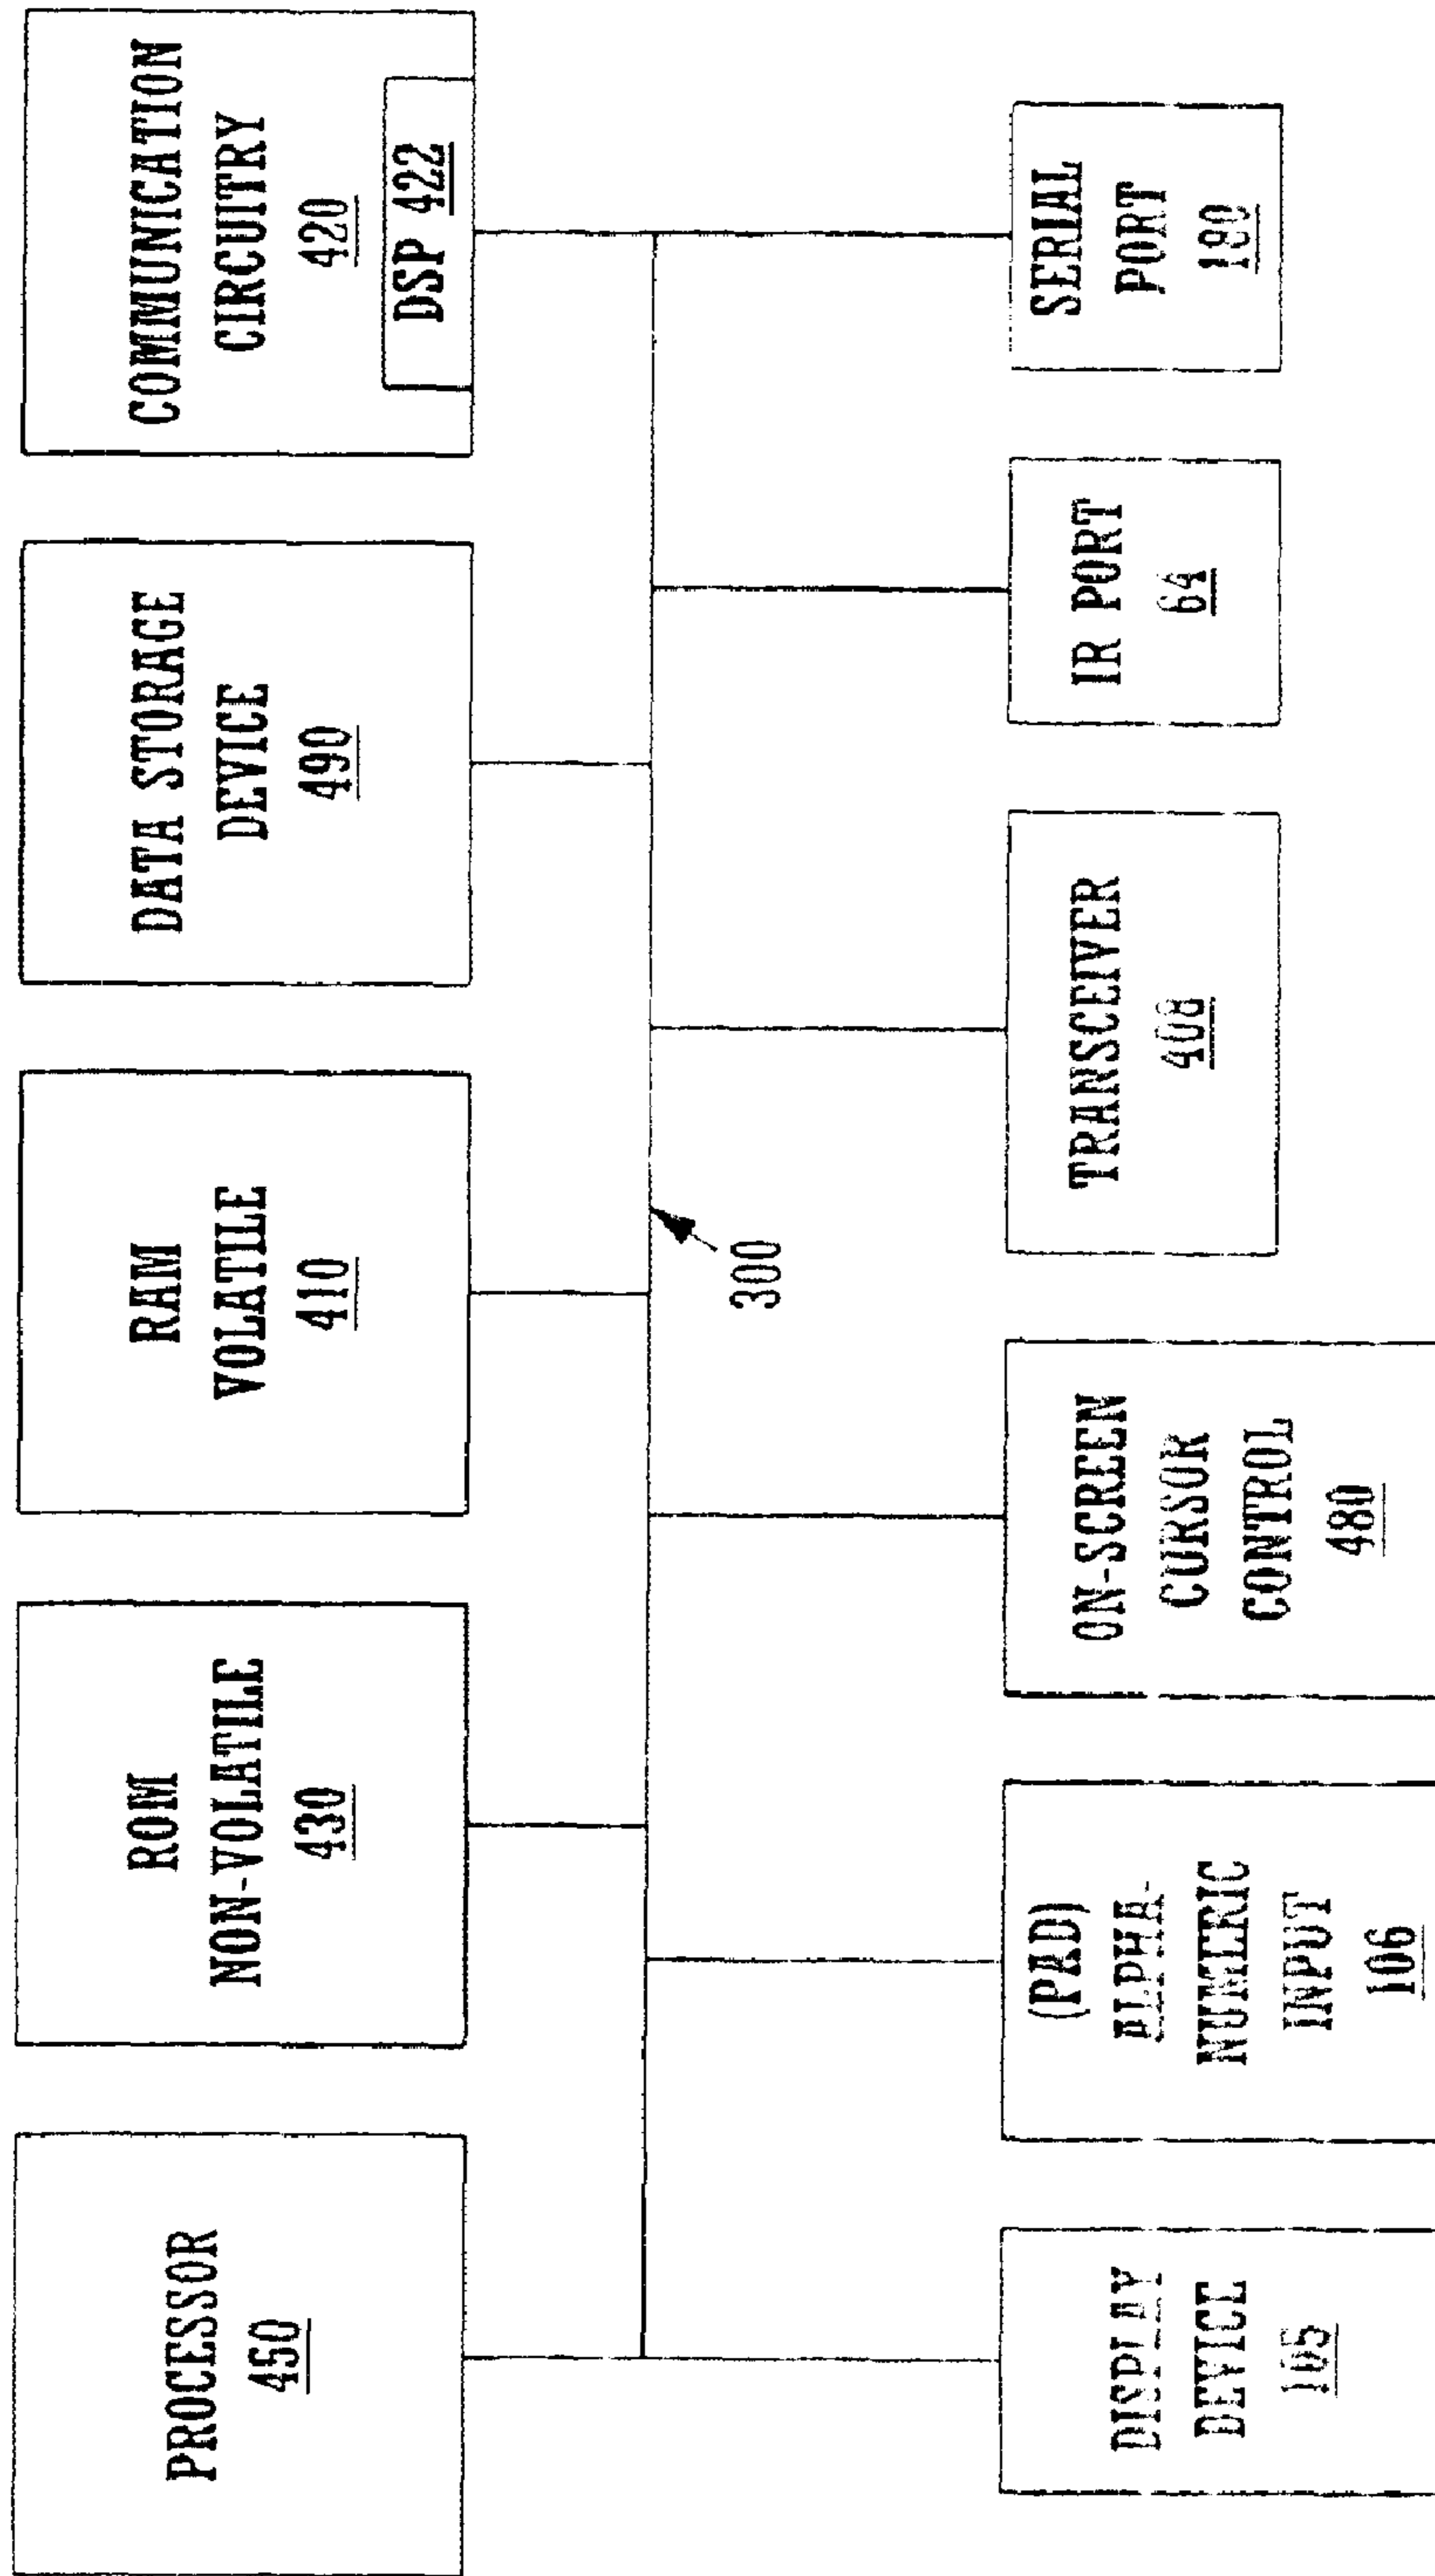 PROCESSOR
450
ROM
NON-VOLATILE
430
RAM
VOLATILE
410
DATA STORAGE
DEVICE
490
COMMUNICATION
CIRCUITRY
420
DSP 422
300
DISPLAY
DEVICE
105
(PAD)
ALPHA-
NUMERIC
INPUT
106
ON-SCREEN
CURSOR
CONTROL
480
TRANSCEIVER
408
IR PORT
64
SERIAL
PORT
180